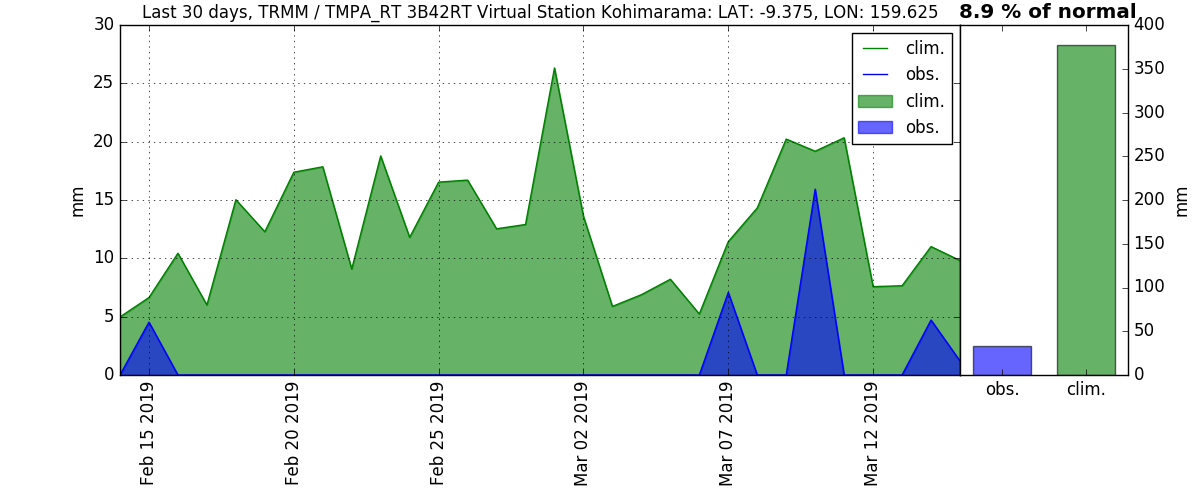 Last 30 days, TRMM / TMPA_RT 3B42RT Virtual Station Kohimarama: LAT: -9.375, LON: 159.625
8.9 % of normal
30
25
20
15
10
5
0
mm
clim.
obs.
clim.
obs.
Feb 15 2019
Feb 20 2019
Feb 25 2019
Mar 02 2019
Mar 07 2019
Mar 12 2019
400
350
300
250
200
150
100
50
0
mm
obs.
clim.